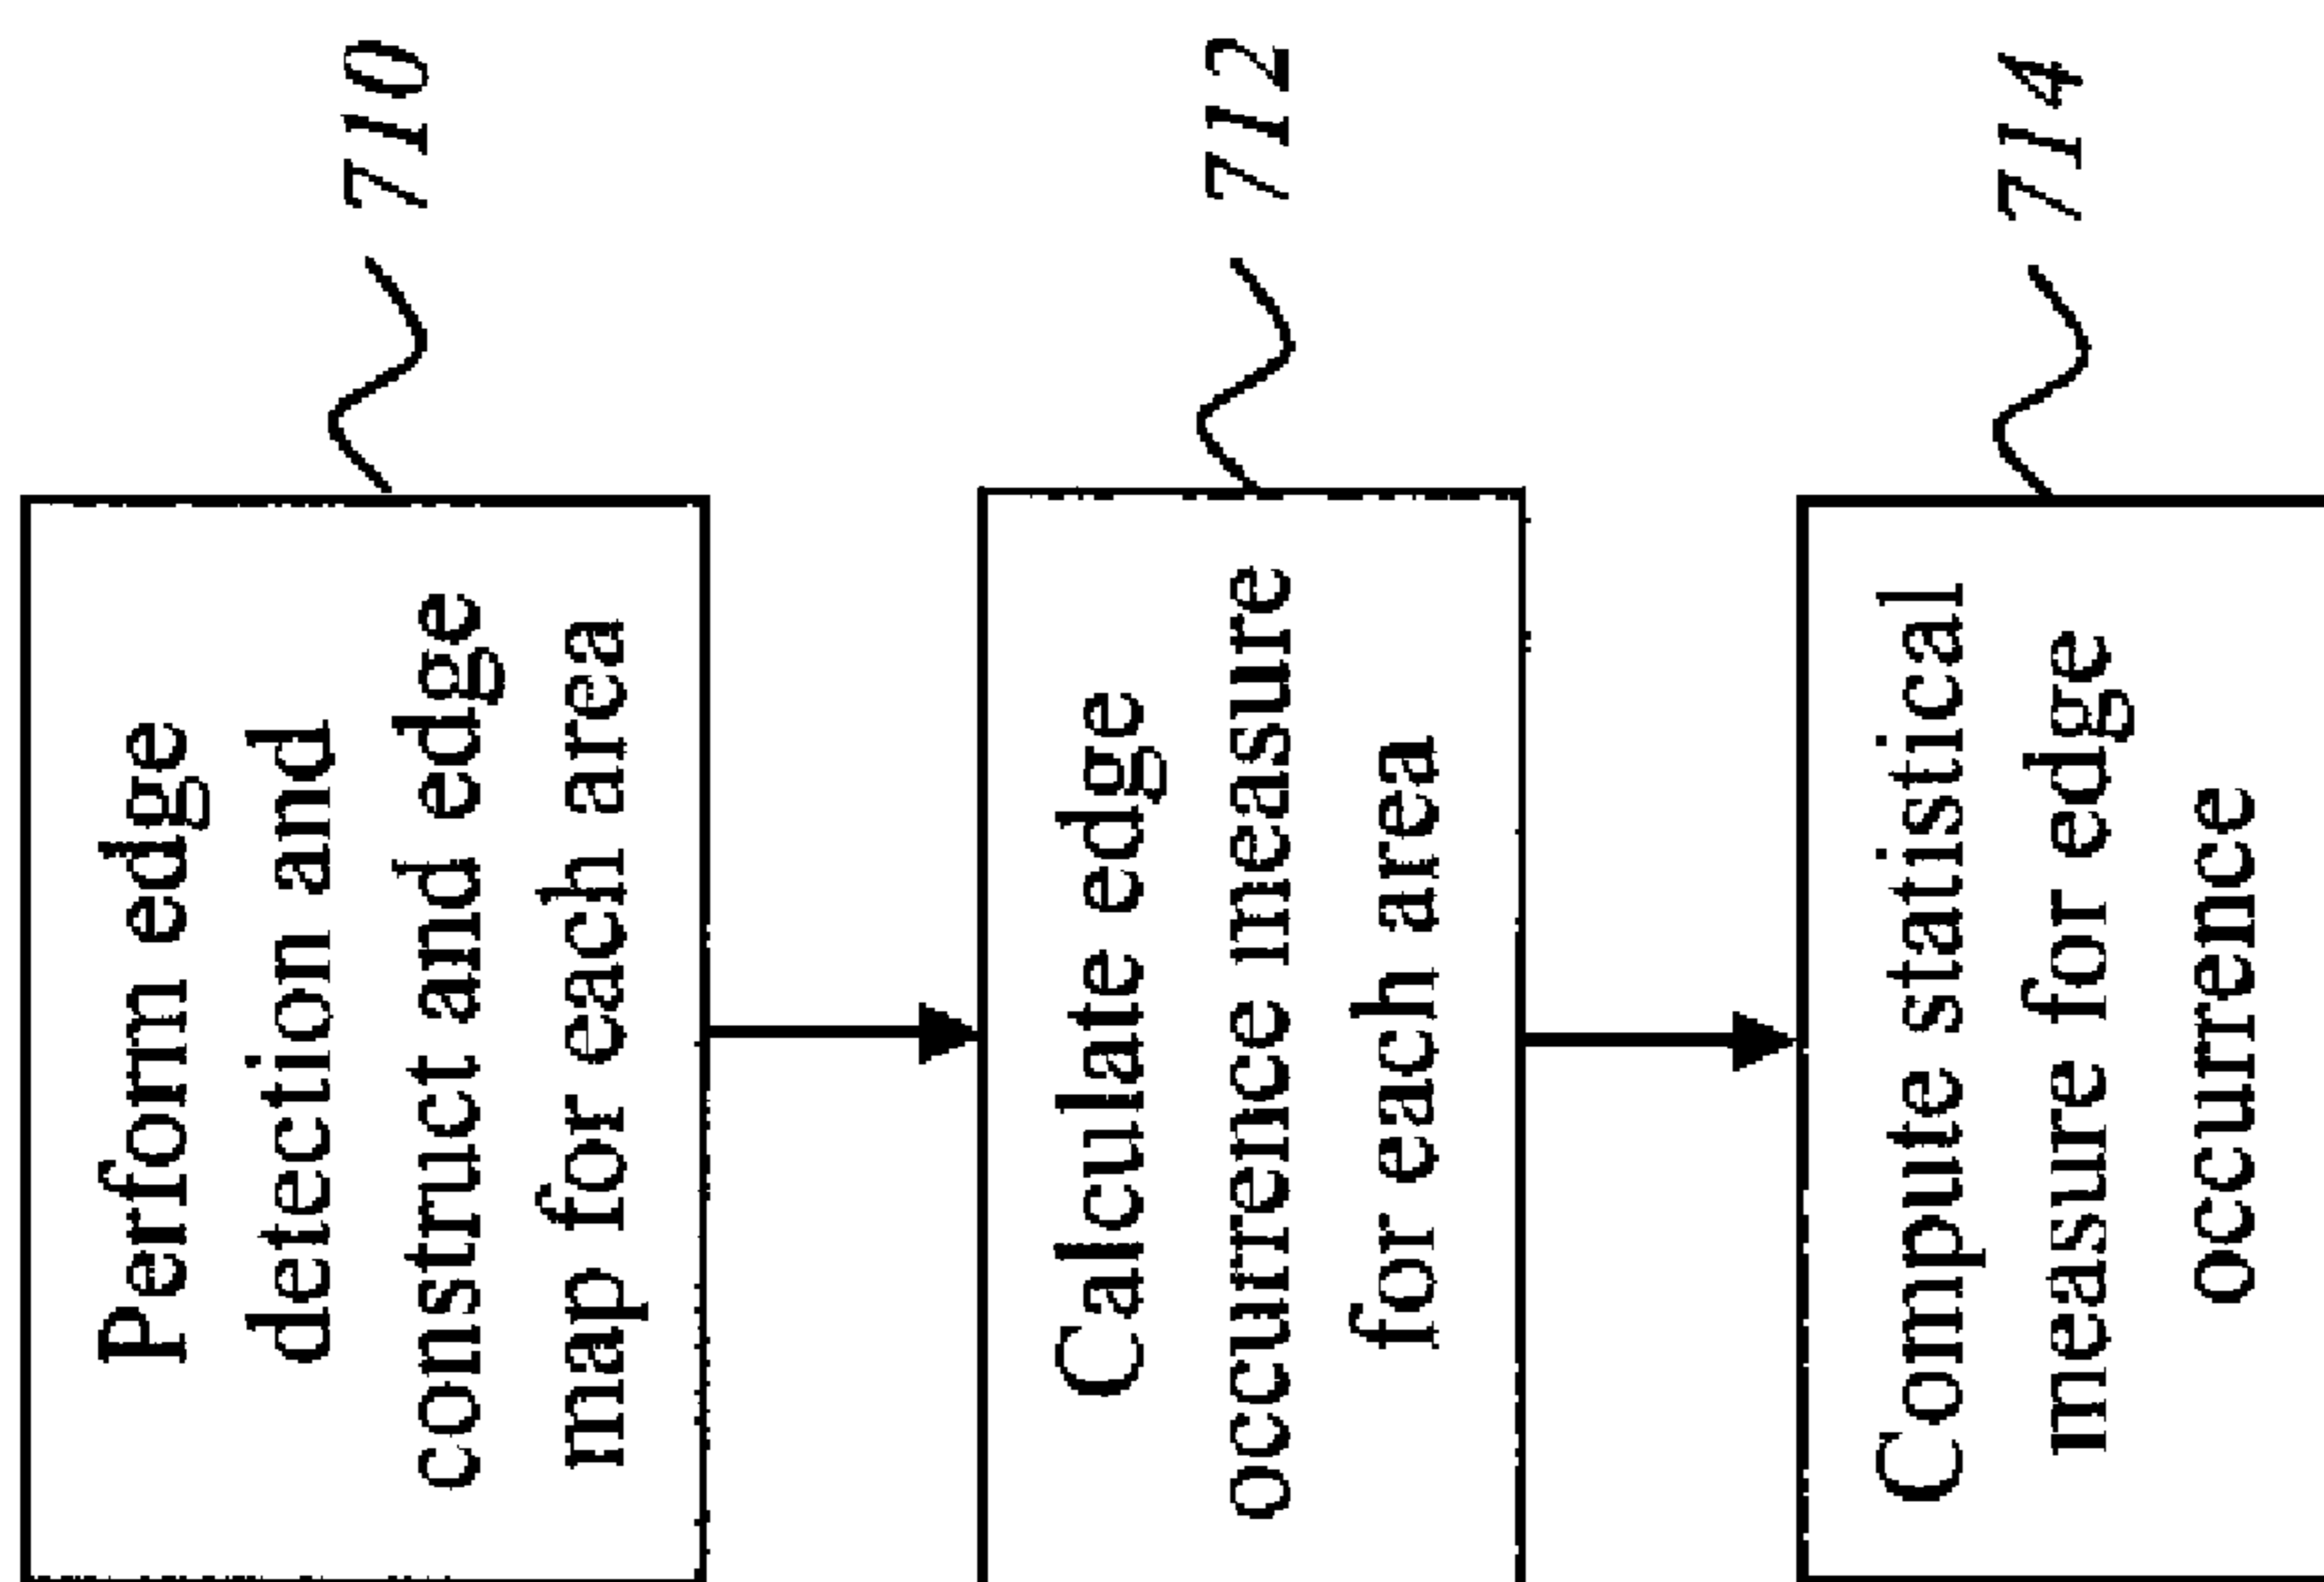 Perform edge
detection and
construct and edge
map for each area
710
Calculate edge
occurrence measure
for each area
712
Compute statistical
measure for edge
occurrence
714